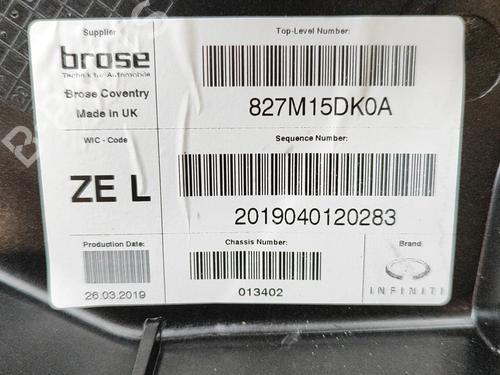 Supplier
brose
Technik für Automobile
Brose Coventry
Made in UK
Top-Level Number:
827M15DK0A
WIC - Code
ZE L
Sequence Number:
2019040120283
Production Date:
26.03.2019
Chassis Number:
013402
Brand:
INFINITI